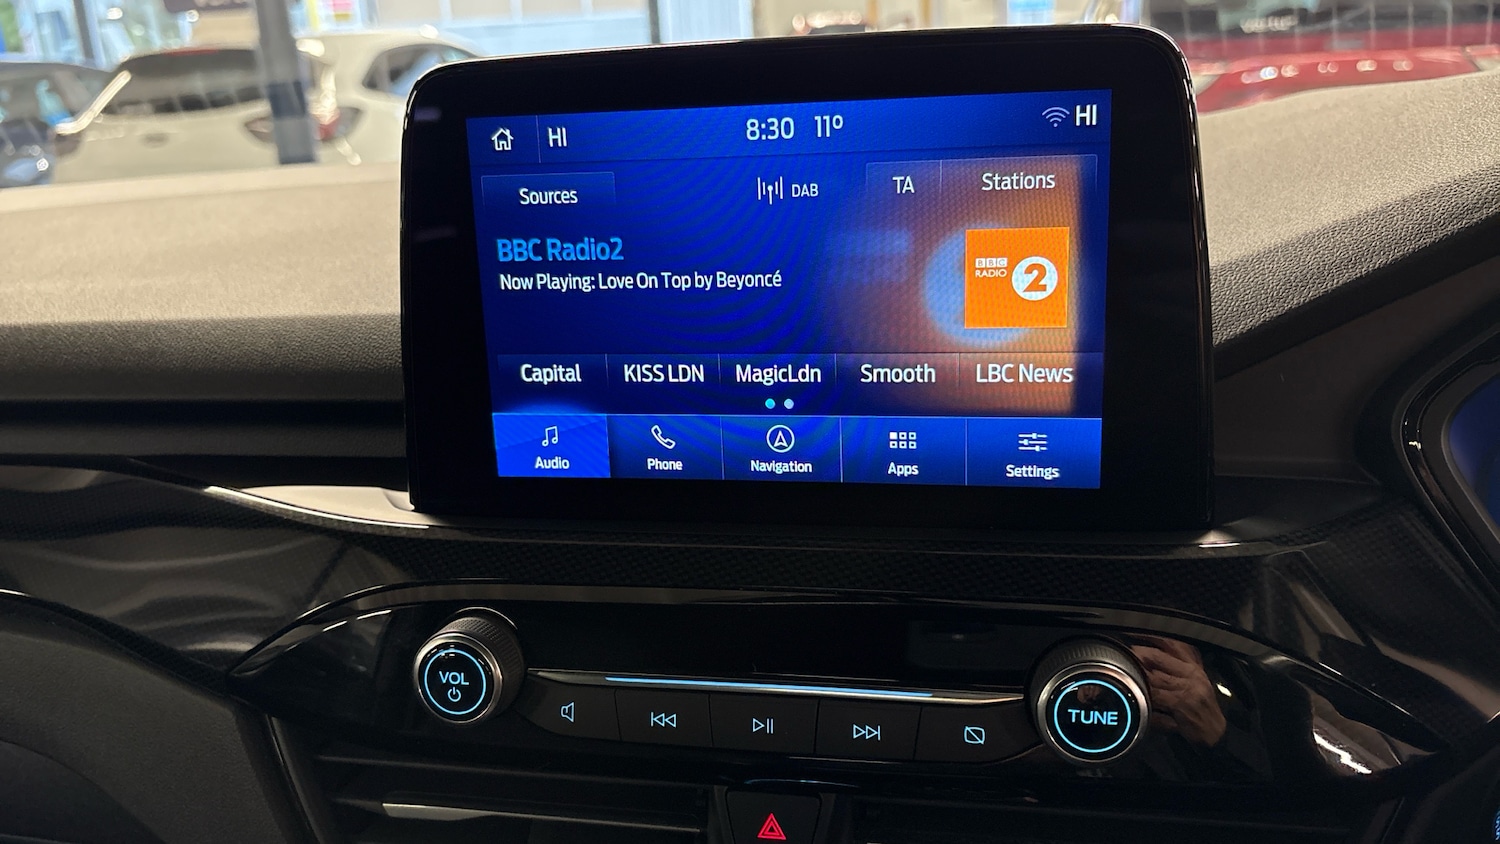 HI
8:30 11°
HI
Sources
DAB
TA
Stations
BBC Radio2
Now Playing: Love On Top by Beyoncé
BBC
RADIO
2
Capital
KISS LDN
MagicLdn
Smooth
LBC News
Audio
Phone
Navigation
Apps
Settings
VOL
TUNE